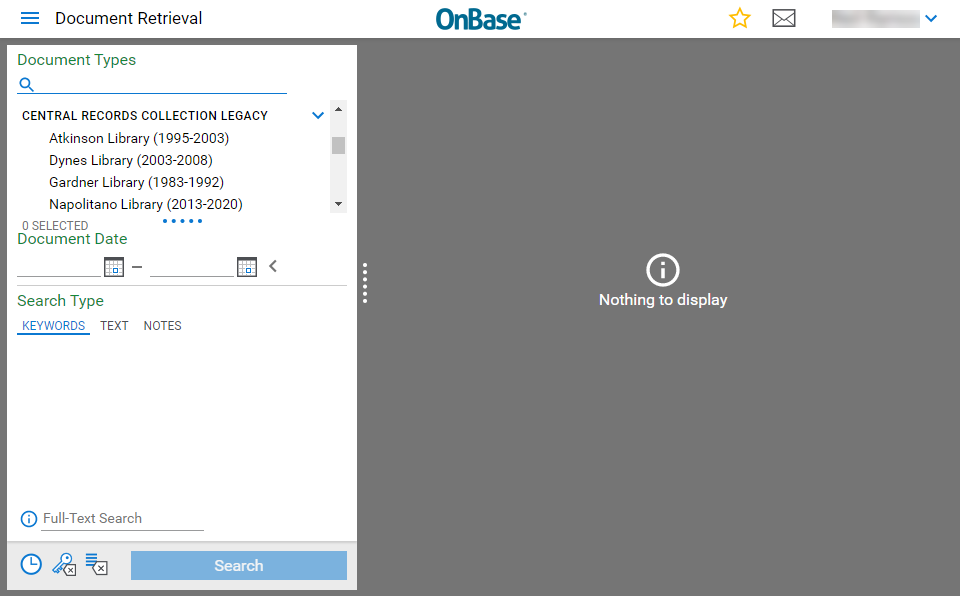 Document Retrieval
OnBase
Document Types
CENTRAL RECORDS COLLECTION LEGACY
Atkinson Library (1995-2003)
Dynes Library (2003-2008)
Gardner Library (1983-1992)
Napolitano Library (2013-2020)
0 SELECTED
Document Date
–
Search Type
KEYWORDS TEXT NOTES
Full-Text Search
Search
Nothing to display